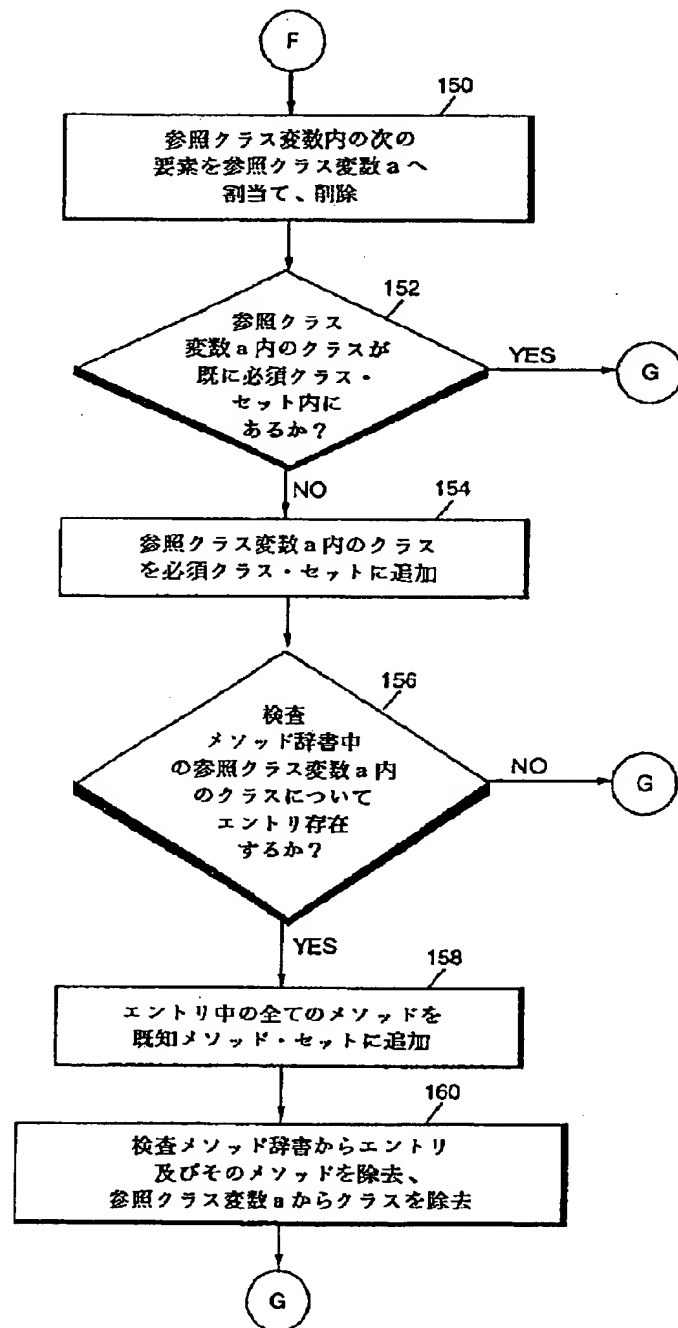 F
150
参照クラス変数内の次の
要素を参照クラス変数aへ
割当て、削除
152
参照クラス
変数a内のクラスが
既に必須クラス・
セット内に
あるか？
YES
G
NO
154
参照クラス変数a内のクラス
を必須クラス・セットに追加
156
検査
メソッド辞書中
の参照クラス変数a内
のクラスについて
エントリ存在
するか？
NO
G
YES
158
エントリ中の全てのメソッドを
既知メソッド・セットに追加
160
検査メソッド辞書からエントリ
及びそのメソッドを除去、
参照クラス変数aからクラスを除去
G